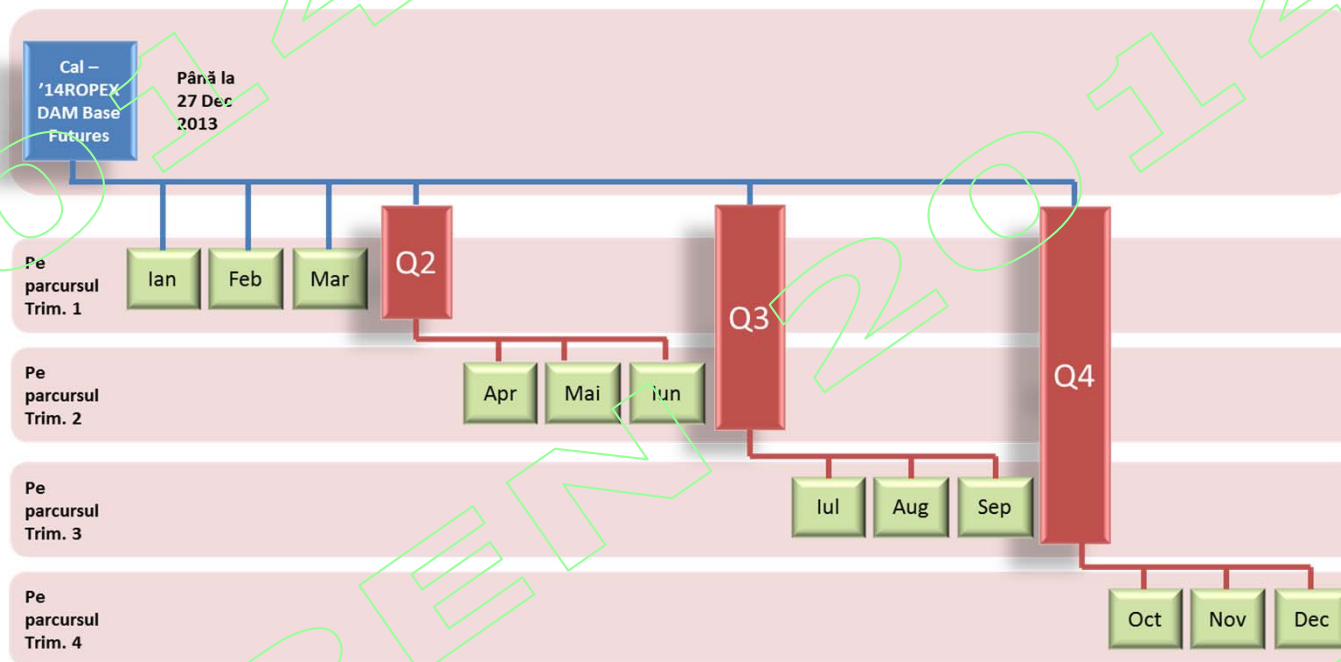 Cal –
’14ROPEX
DAM Base
Futures
Până la
27 Dec
2013
Pe
parcursul
Trim. 1
Ian
Feb
Mar
Q2
Q3
Q4
Pe
parcursul
Trim. 2
Apr
Mai
Iun
Pe
parcursul
Trim. 3
Iul
Aug
Sep
Pe
parcursul
Trim. 4
Oct
Nov
Dec
2014